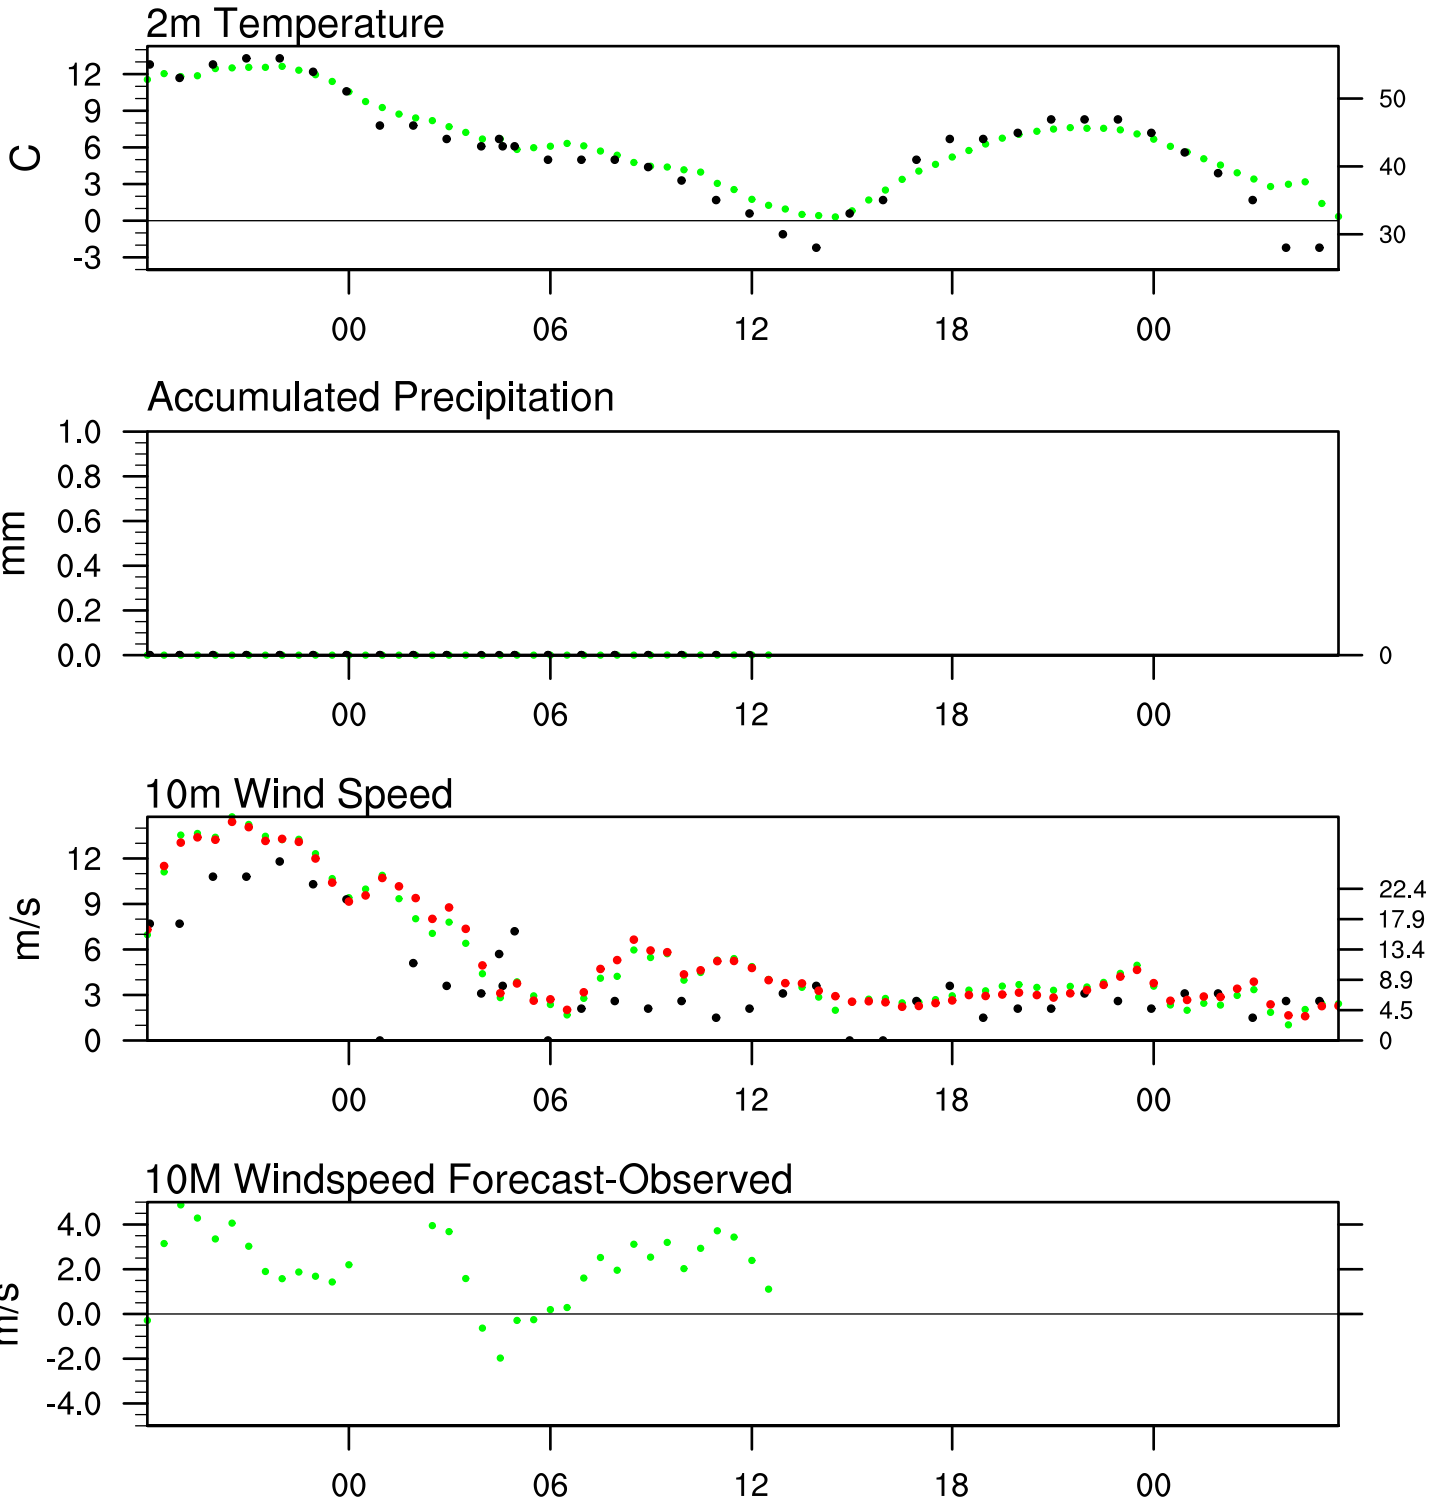 2m Temperature
12
9
6
3
0
-3
C
50
40
30
00 06 12 18 00
Accumulated Precipitation
1.0
0.8
0.6
0.4
0.2
0.0
mm
0
00 06 12 18 00
10m Wind Speed
12
9
6
3
0
m/s
22.4
17.9
13.4
8.9
4.5
0
00 06 12 18 00
10M Windspeed Forecast-Observed
4.0
2.0
0.0
-2.0
-4.0
m/s
00 06 12 18 00